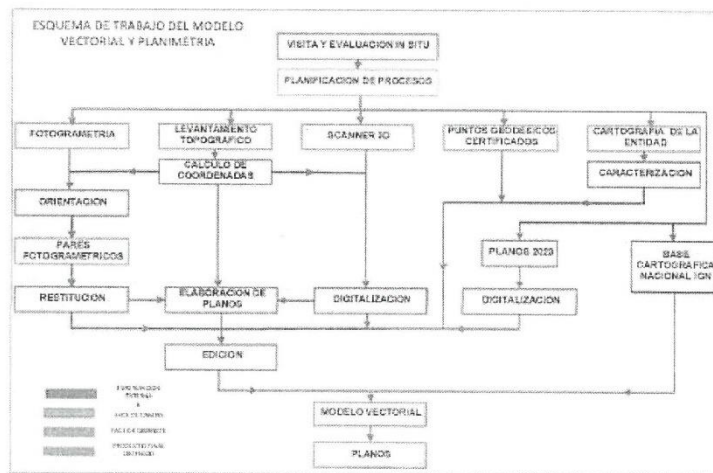 ESQUEMA DE TRABAJO DEL MODELO
VECTORIAL Y PLANIMETRIA
VISITA Y EVALUACION IN SITU
PLANIFICACION DE PROCESOS
FOTOGRAMETRIA
LEVANTAMIENTO
TOPOGRAFICO
SCANNER 3D
PUNTOS GEODESICOS
CERTIFICADOS
CARTOGRAFIA DE LA
ENTIDAD
CALCULO DE
COORDENADAS
CARACTERIZACION
ORIENTACION
PARES
FOTOGRAMETRICOS
PLANOS 2023
BASE
CARTOGRAFICA
NACIONAL IGN
RESTITUCION
ELABORACION DE
PLANOS
DIGITALIZACION
DIGITALIZACION
EDICION
MODELO VECTORIAL
PLANOS